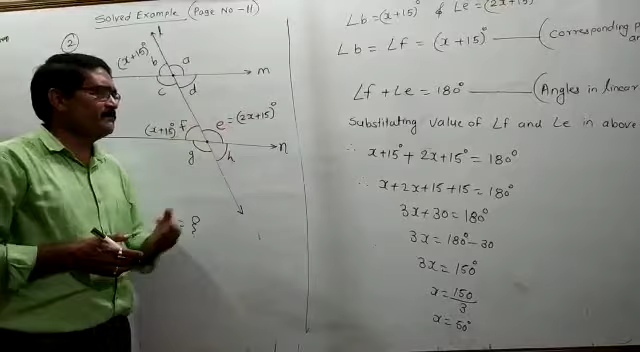 Solved Example (Page No-11)
②
l
(x+15)°
b a
m
c d
(x+15)° f e=(2x+15)°
n
g h
= ?
∠b=(x+15)° & ∠e=(2x+15)°
∠b = ∠f = (x+15)° (Corresponding
∠f + ∠e = 180° (Angles in linear
Substituting value of ∠f and ∠e in above
∴ x+15° + 2x+15° = 180°
∴ x+2x+15+15 = 180°
3x+30 = 180°
3x = 180°-30
3x = 150°
x = 150/3
x = 50°